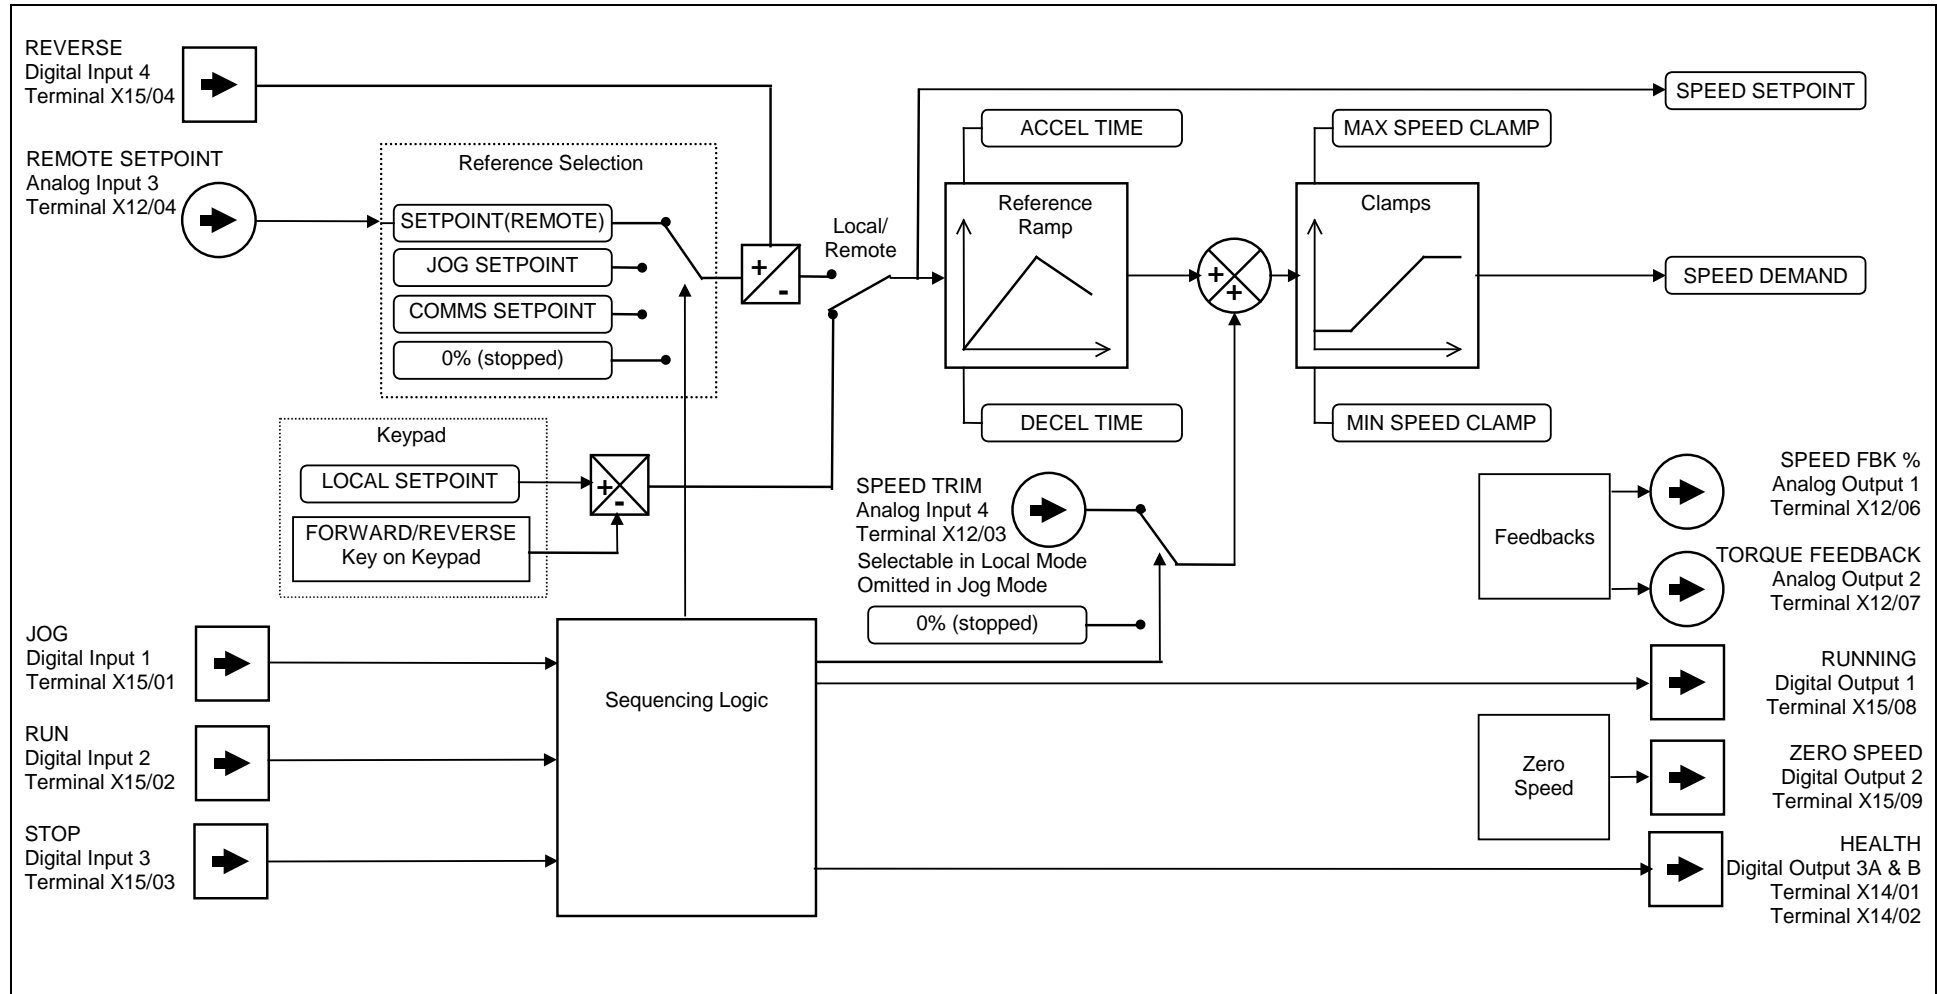 REVERSE
Digital Input 4
Terminal X15/04
REMOTE SETPOINT
Analog Input 3
Terminal X12/04
Reference Selection
SETPOINT(REMOTE)
JOG SETPOINT
COMMS SETPOINT
0% (stopped)
+
-
Local/
Remote
Keypad
LOCAL SETPOINT
FORWARD/REVERSE
Key on Keypad
+
-
ACCEL TIME
Reference
Ramp
DECEL TIME
+
+
MAX SPEED CLAMP
Clamps
MIN SPEED CLAMP
SPEED SETPOINT
SPEED DEMAND
SPEED TRIM
Analog Input 4
Terminal X12/03
Selectable in Local Mode
Omitted in Jog Mode
0% (stopped)
Feedbacks
SPEED FBK %
Analog Output 1
Terminal X12/06
TORQUE FEEDBACK
Analog Output 2
Terminal X12/07
JOG
Digital Input 1
Terminal X15/01
RUN
Digital Input 2
Terminal X15/02
STOP
Digital Input 3
Terminal X15/03
Sequencing Logic
RUNNING
Digital Output 1
Terminal X15/08
Zero
Speed
ZERO SPEED
Digital Output 2
Terminal X15/09
HEALTH
Digital Output 3A & B
Terminal X14/01
Terminal X14/02